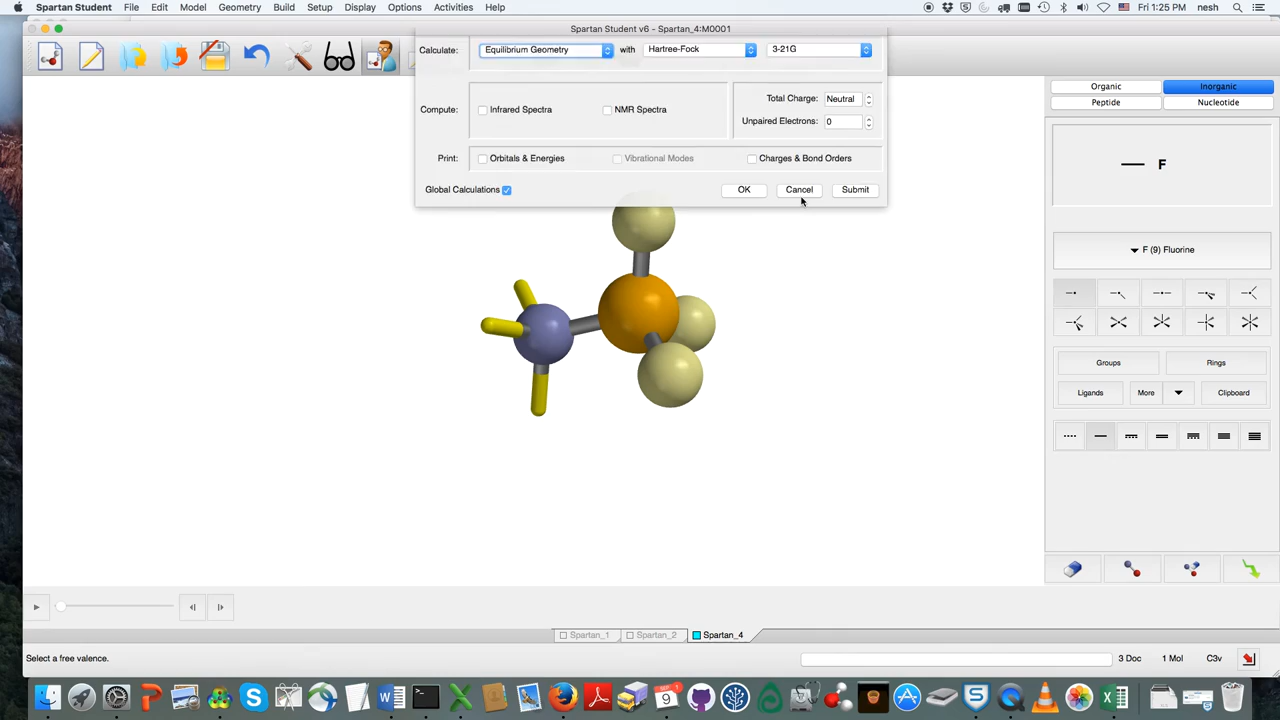 Spartan Student File Edit Model Geometry Build Setup Display Options Activities Help Fri 1:25 PM nesh
Spartan Student v6 - Spartan_4:M0001
Calculate: Equilibrium Geometry with Hartree-Fock 3-21G
Organic Inorganic
Peptide Nucleotide
Compute: Infrared Spectra NMR Spectra
Total Charge: Neutral
Unpaired Electrons: 0
Print: Orbitals & Energies Vibrational Modes Charges & Bond Orders
Global Calculations OK Cancel Submit
F
F (9) Fluorine
Groups Rings
Ligands More Clipboard
Spartan_1 Spartan_2 Spartan_4
Select a free valence. 3 Doc 1 Mol C3v